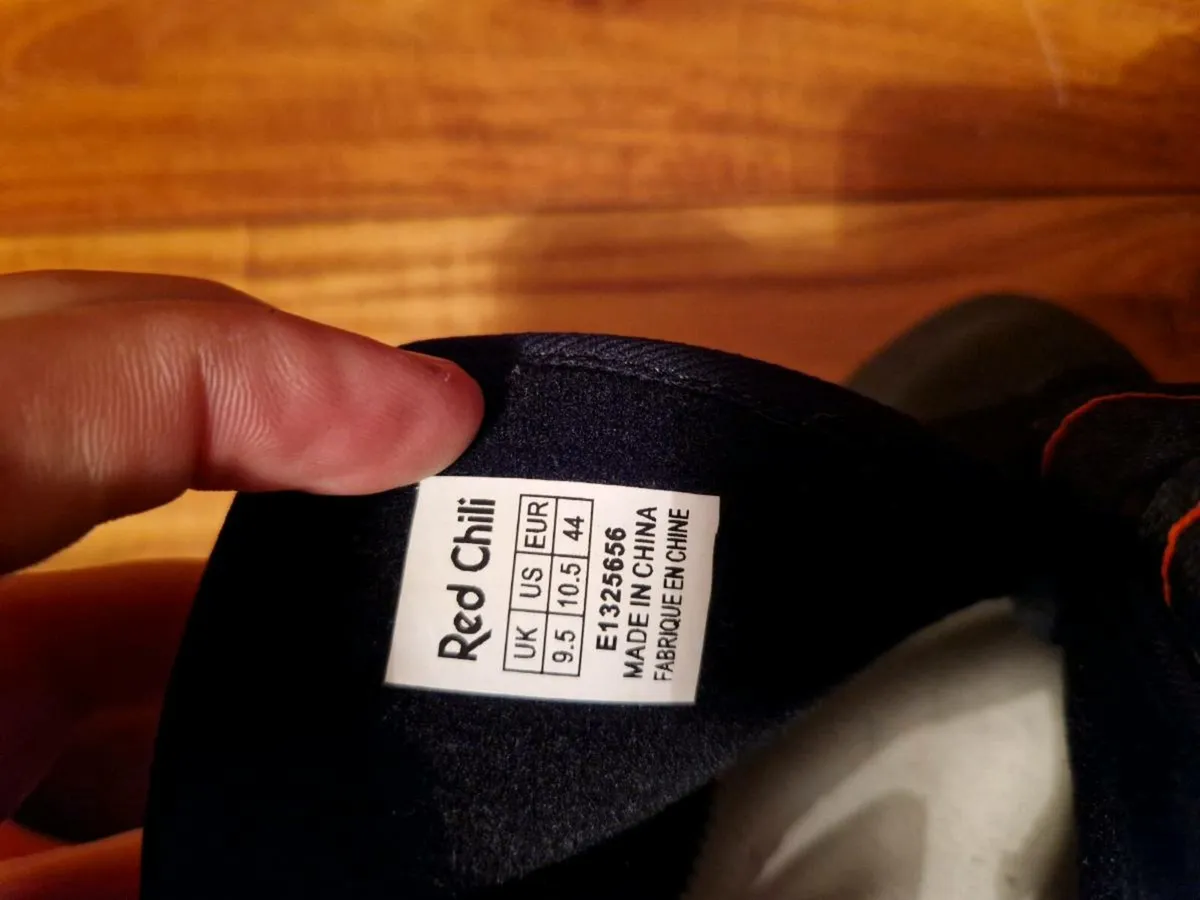 Red Chili
UK US EUR
9.5 10.5 44
E1325656
MADE IN CHINA
FABRIQUE EN CHINE